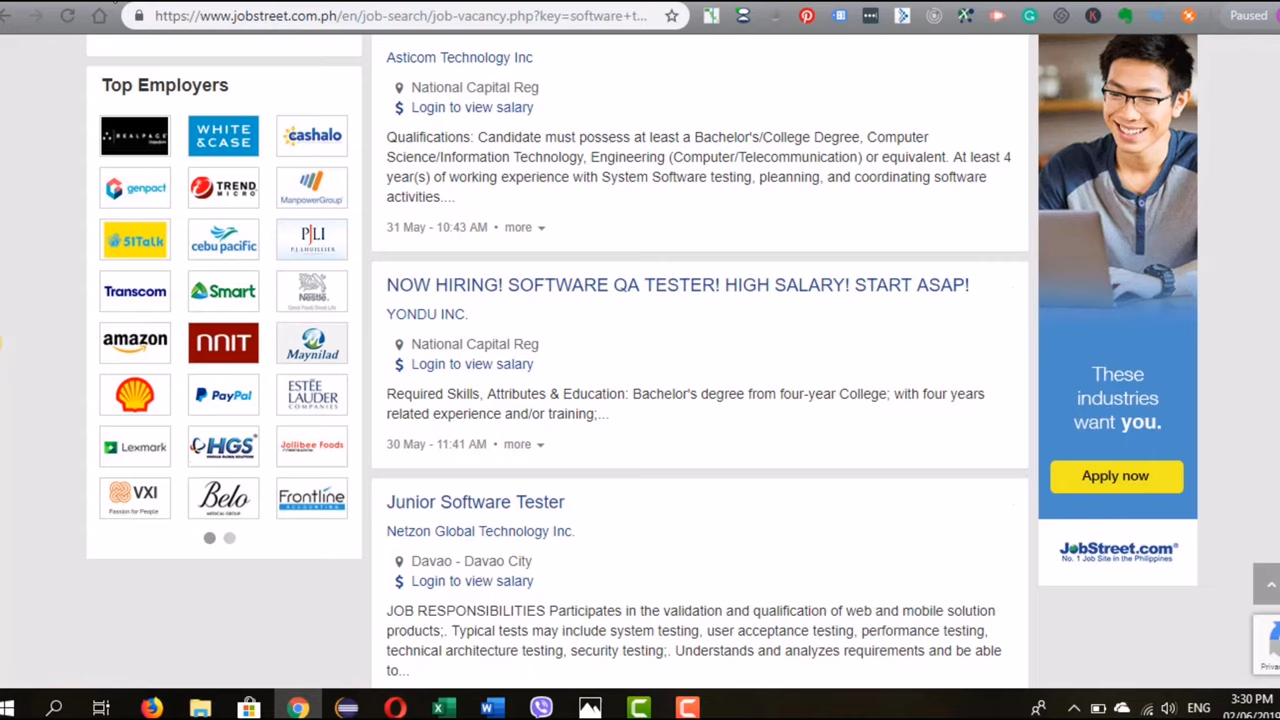 https://www.jobstreet.com.ph/en/job-search/job-vacancy.php?key=software+t...
Paused
Top Employers
REALPAGE
WHITE & CASE
cashalo
genpact
TREND MICRO
ManpowerGroup
51Talk
cebu pacific
PJLI
P.J. LHUILLIER
Transcom
Smart
Nestlé
amazon
NNIT
Maynilad
PayPal
ESTĒE LAUDER COMPANIES
Lexmark
HGS
Jollibee Foods
VXI
Passion for People
Belo
MEDICAL GROUP
Frontline
ACCOUNTING
Asticom Technology Inc
National Capital Reg
$ Login to view salary
Qualifications: Candidate must possess at least a Bachelor's/College Degree, Computer
Science/Information Technology, Engineering (Computer/Telecommunication) or equivalent. At least 4
year(s) of working experience with System Software testing, pleanning, and coordinating software
activities....
31 May - 10:43 AM • more
NOW HIRING! SOFTWARE QA TESTER! HIGH SALARY! START ASAP!
YONDU INC.
National Capital Reg
$ Login to view salary
Required Skills, Attributes & Education: Bachelor's degree from four-year College; with four years
related experience and/or training;...
30 May - 11:41 AM • more
Junior Software Tester
Netzon Global Technology Inc.
Davao - Davao City
$ Login to view salary
JOB RESPONSIBILITIES Participates in the validation and qualification of web and mobile solution
products;. Typical tests may include system testing, user acceptance testing, performance testing,
technical architecture testing, security testing;. Understands and analyzes requirements and be able
to...
These
industries
want you.
Apply now
JobStreet.com
No. 1 Job Site in the Philippines
ENG
3:30 PM